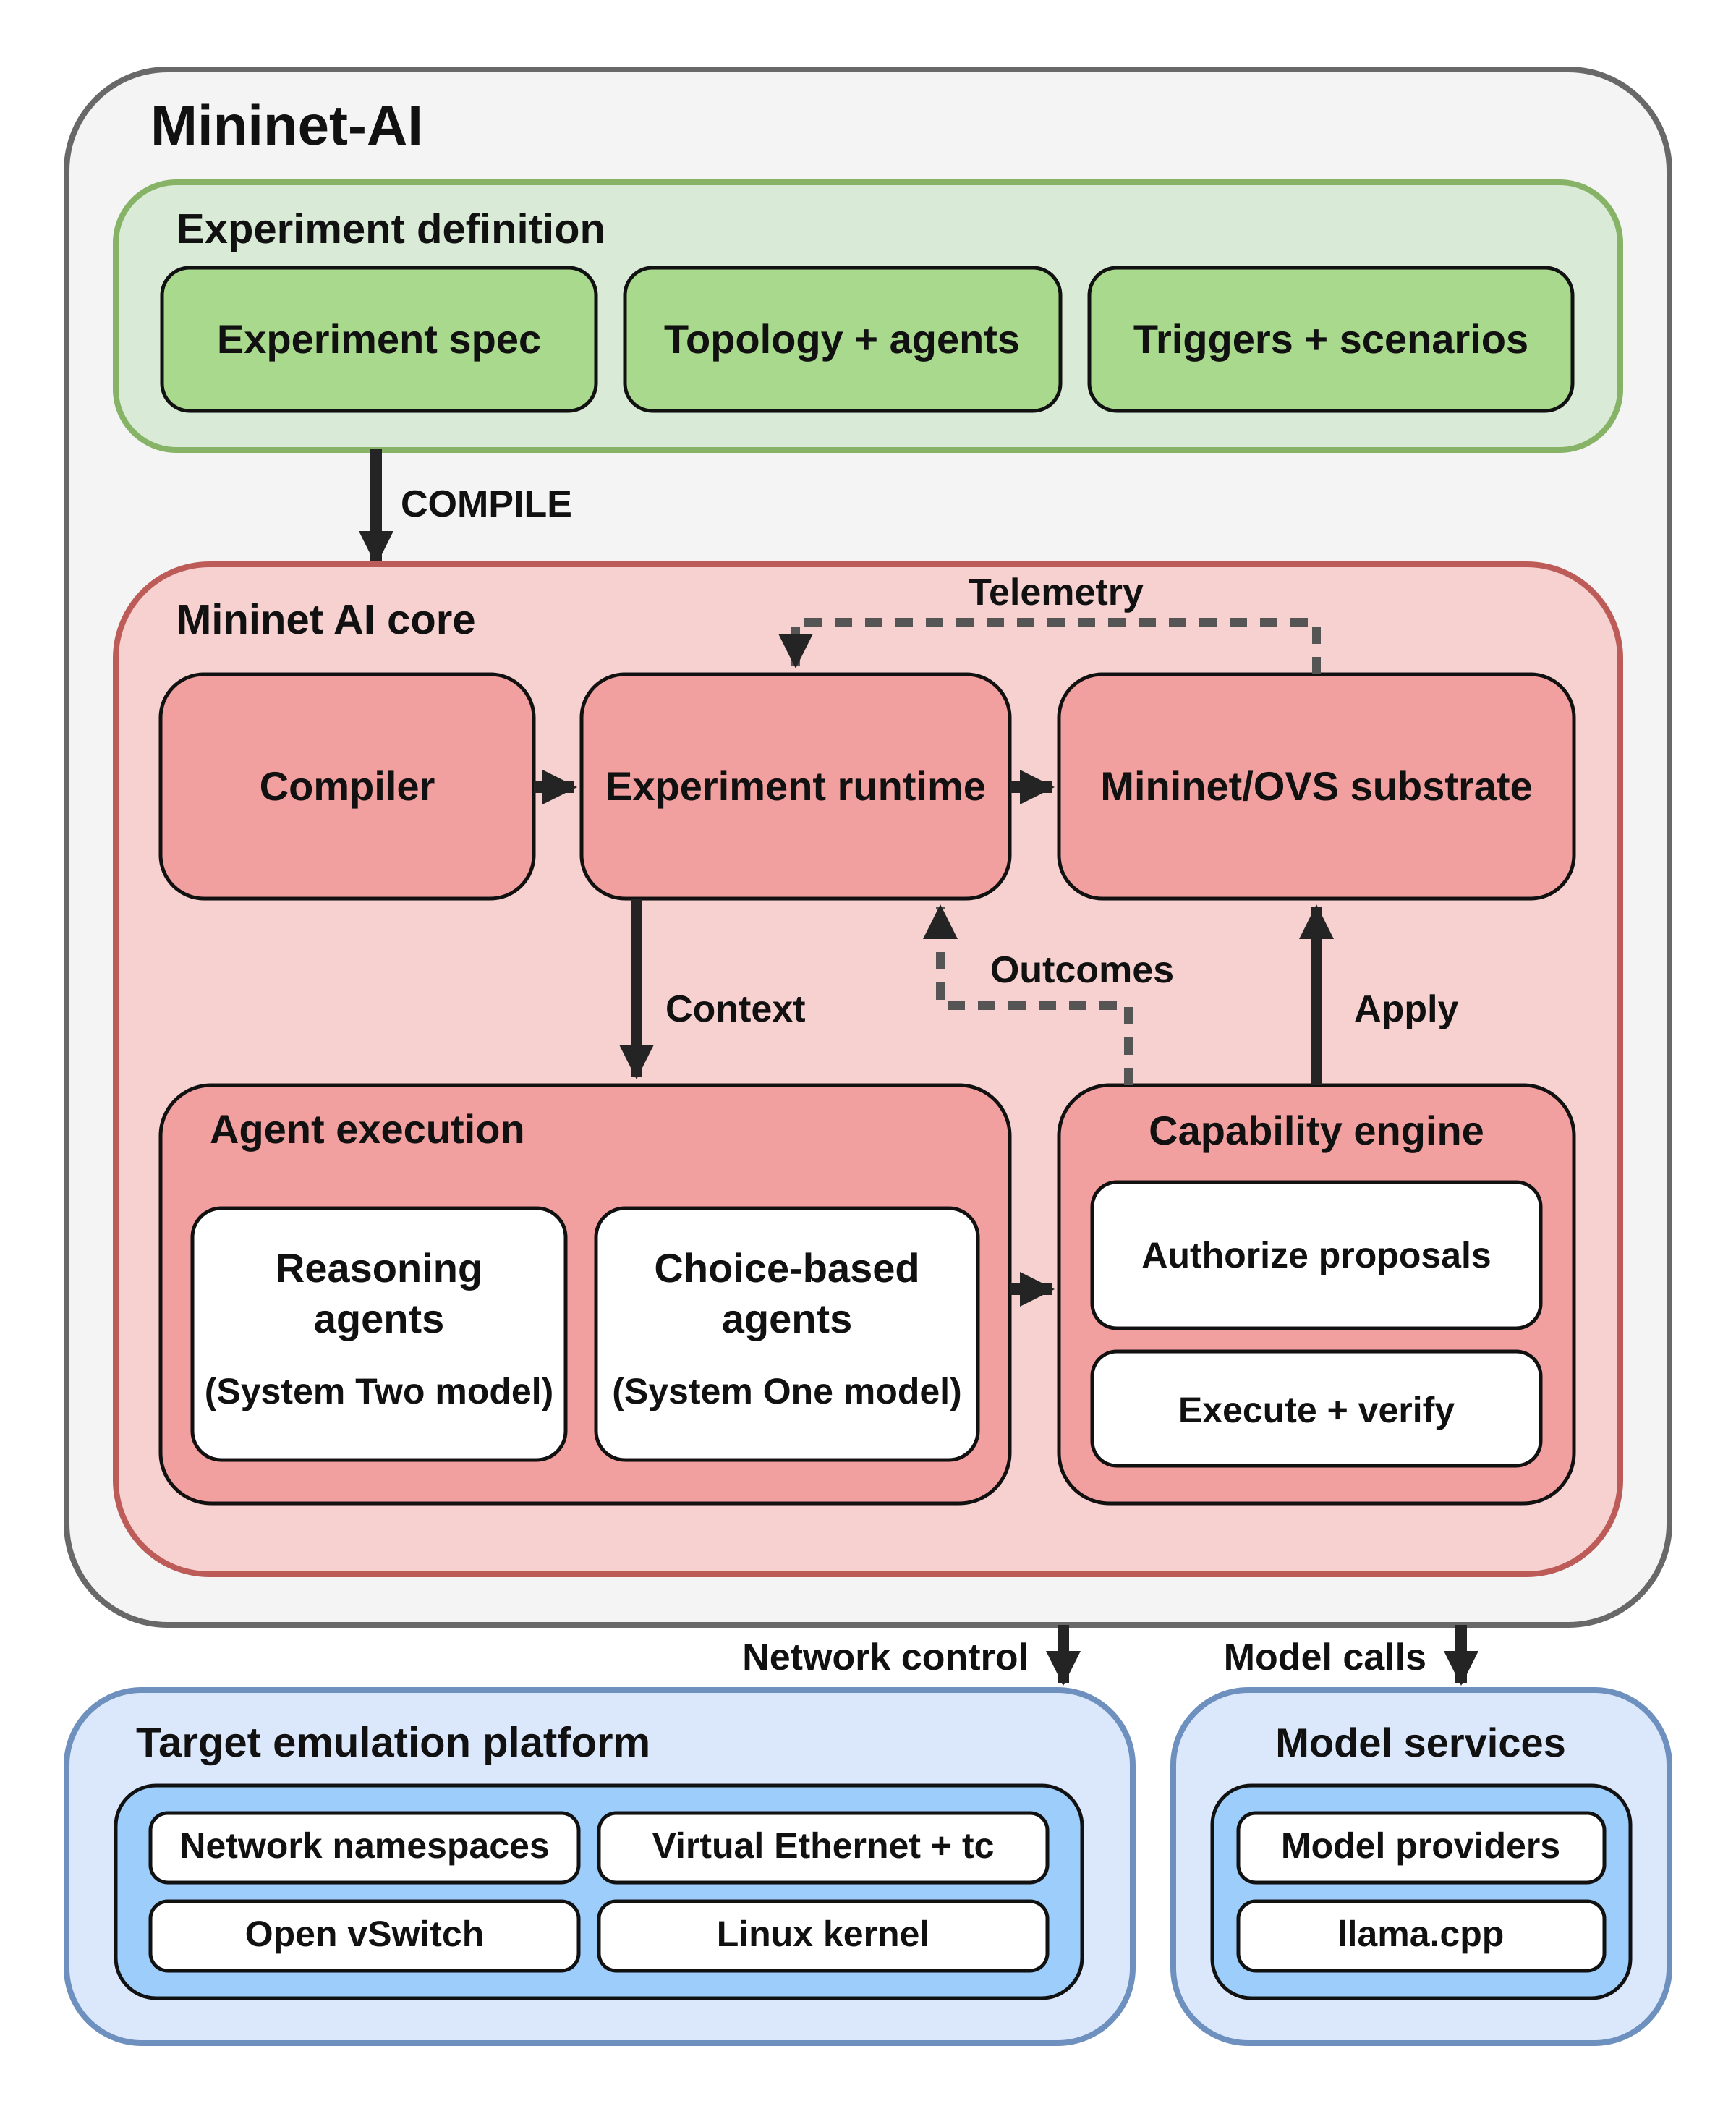 Mininet-AI
Experiment definition
Experiment spec
Topology + agents
Triggers + scenarios
COMPILE
Mininet AI core
Telemetry
Compiler
Experiment runtime
Mininet/OVS substrate
Context
Outcomes
Apply
Agent execution
Reasoning
agents
(System Two model)
Choice-based
agents
(System One model)
Capability engine
Authorize proposals
Execute + verify
Network control
Model calls
Target emulation platform
Network namespaces
Virtual Ethernet + tc
Open vSwitch
Linux kernel
Model services
Model providers
llama.cpp